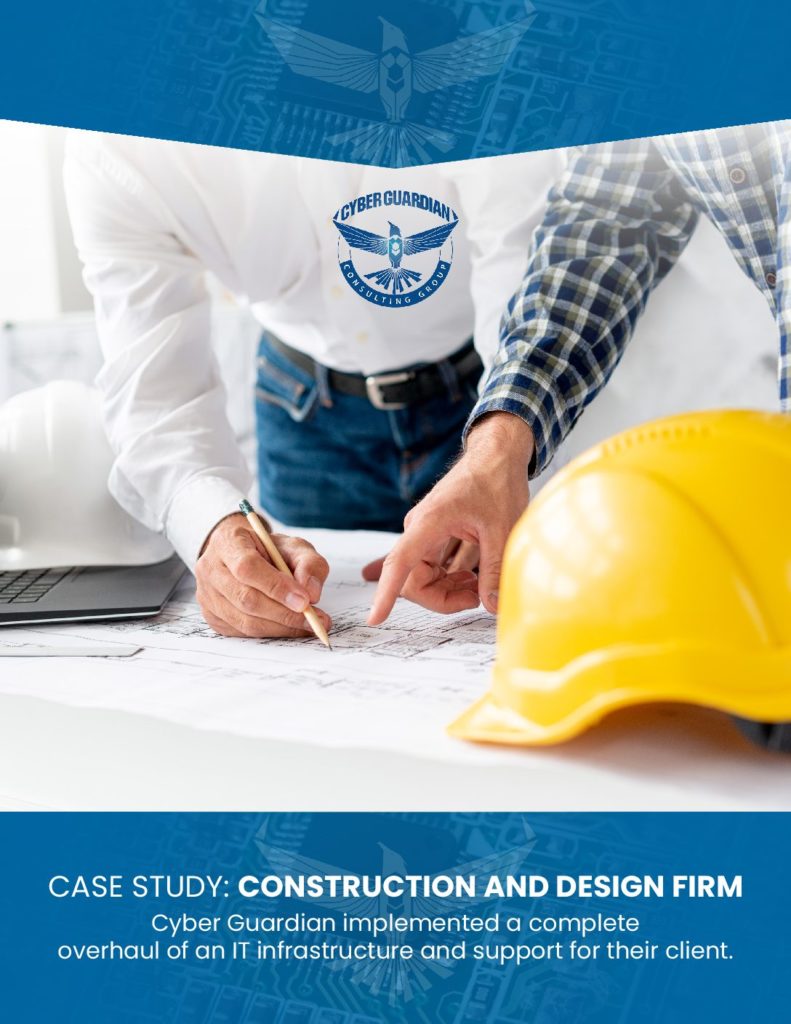 CYBER GUARDIAN
CONSULTING GROUP
CASE STUDY: CONSTRUCTION AND DESIGN FIRM
Cyber Guardian implemented a complete
overhaul of an IT infrastructure and support for their client.